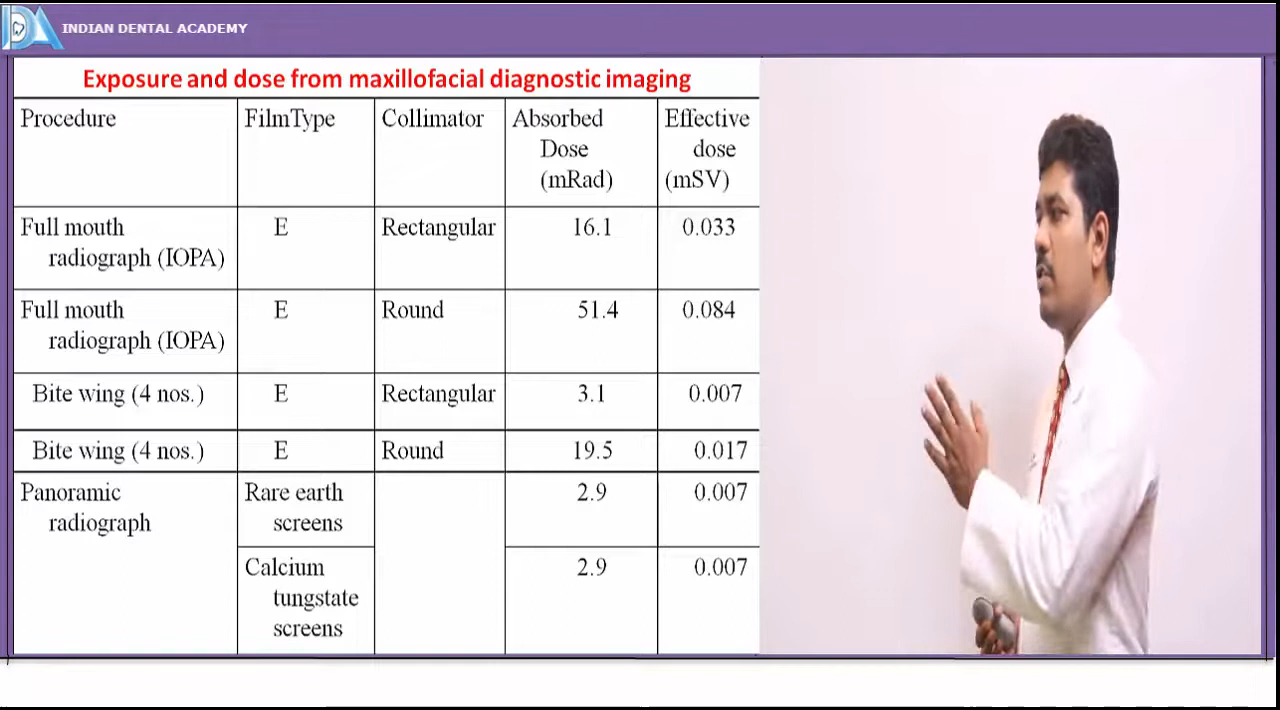 INDIAN DENTAL ACADEMY
Exposure and dose from maxillofacial diagnostic imaging
Procedure FilmType Collimator Absorbed Dose (mRad) Effective dose (mSV)
Full mouth radiograph (IOPA) E Rectangular 16.1 0.033
Full mouth radiograph (IOPA) E Round 51.4 0.084
Bite wing (4 nos.) E Rectangular 3.1 0.007
Bite wing (4 nos.) E Round 19.5 0.017
Panoramic radiograph Rare earth screens 2.9 0.007
Calcium tungstate screens 2.9 0.007